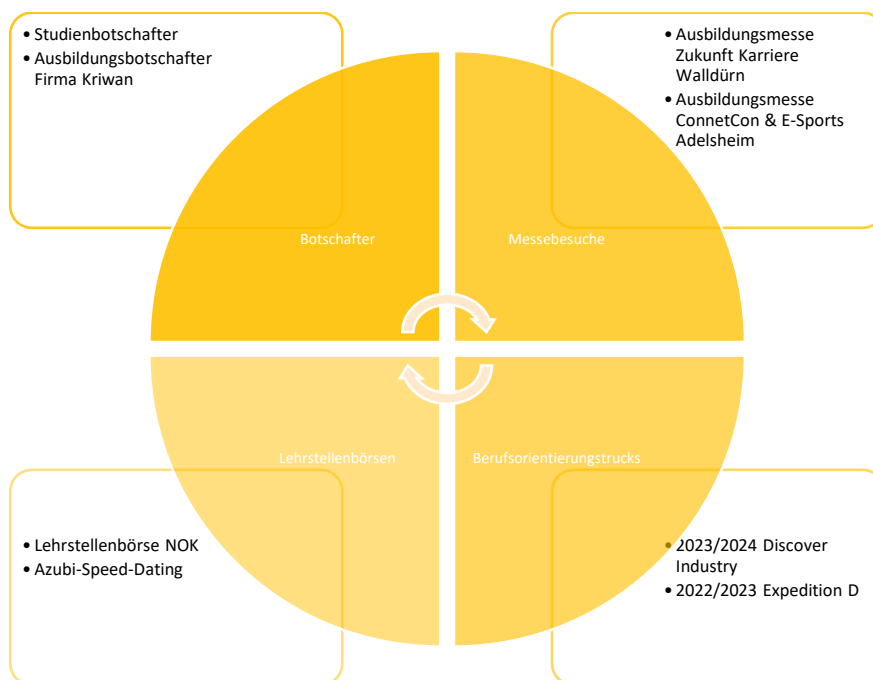 • Studienbotschafter
• Ausbildungsbotschafter
Firma Kriwan
• Ausbildungsmesse
Zukunft Karriere
Walldürn
• Ausbildungsmesse
ConnetCon & E-Sports
Adelsheim
Botschafter
Messebesuche
Lehrstellenbörsen
Berufsorientierungstrucks
• Lehrstellenbörse NOK
• Azubi-Speed-Dating
• 2023/2024 Discover
Industry
• 2022/2023 Expedition D